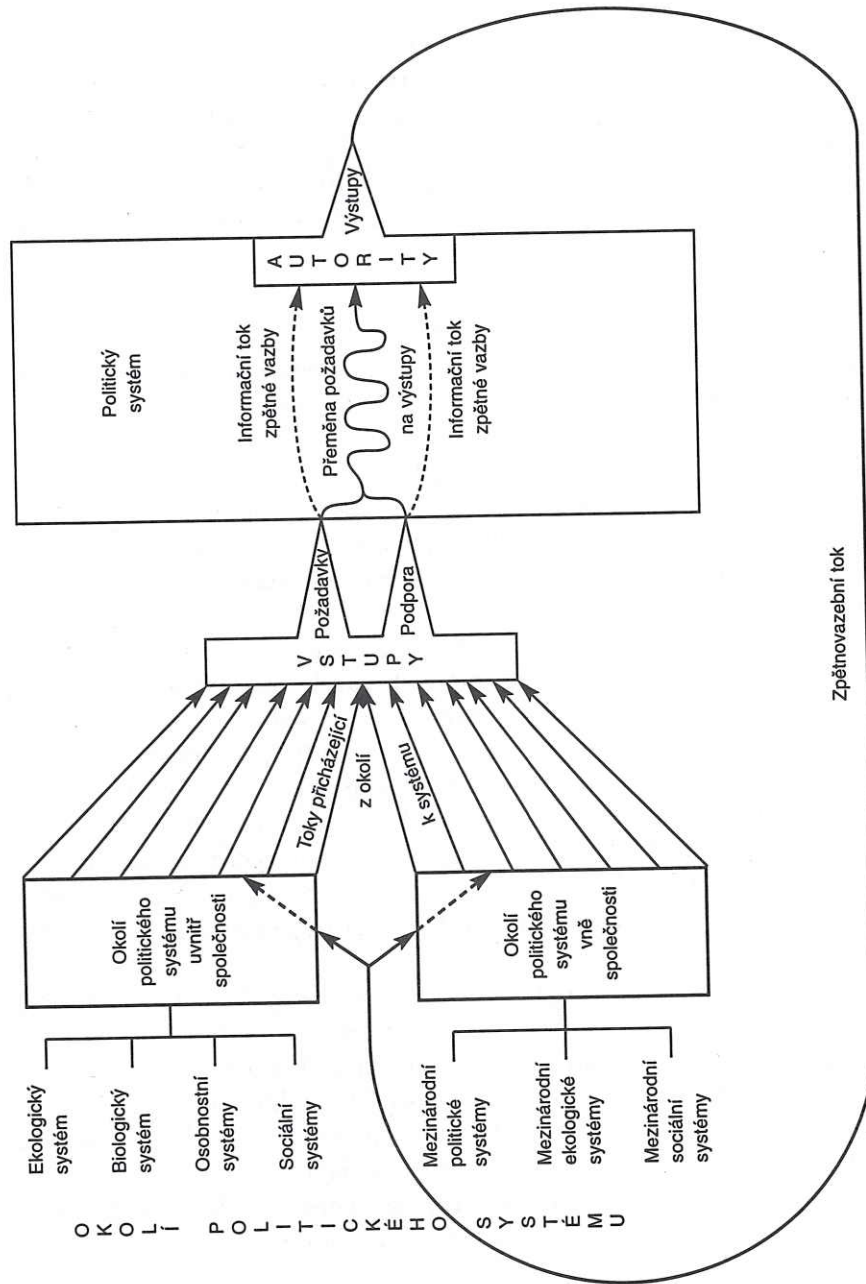 OKOLÍ POLITICKÉHO SYSTÉMU
Ekologický
systém
Biologický
systém
Osobnostní
systémy
Sociální
systémy
Mezinárodní
politické
systémy
Mezinárodní
ekologické
systémy
Mezinárodní
sociální
systémy
Okolí
politického
systému
uvnitř
společnosti
Okolí
politického
systému
vně
společnosti
Toky přicházející
z okolí
k systému
VSTUPY
Požadavky
Podpora
Politický
systém
Informační tok
zpětné vazby
Přeměna požadavků
na výstupy
Informační tok
zpětné vazby
AUTORITY
Výstupy
Zpětnovazební tok